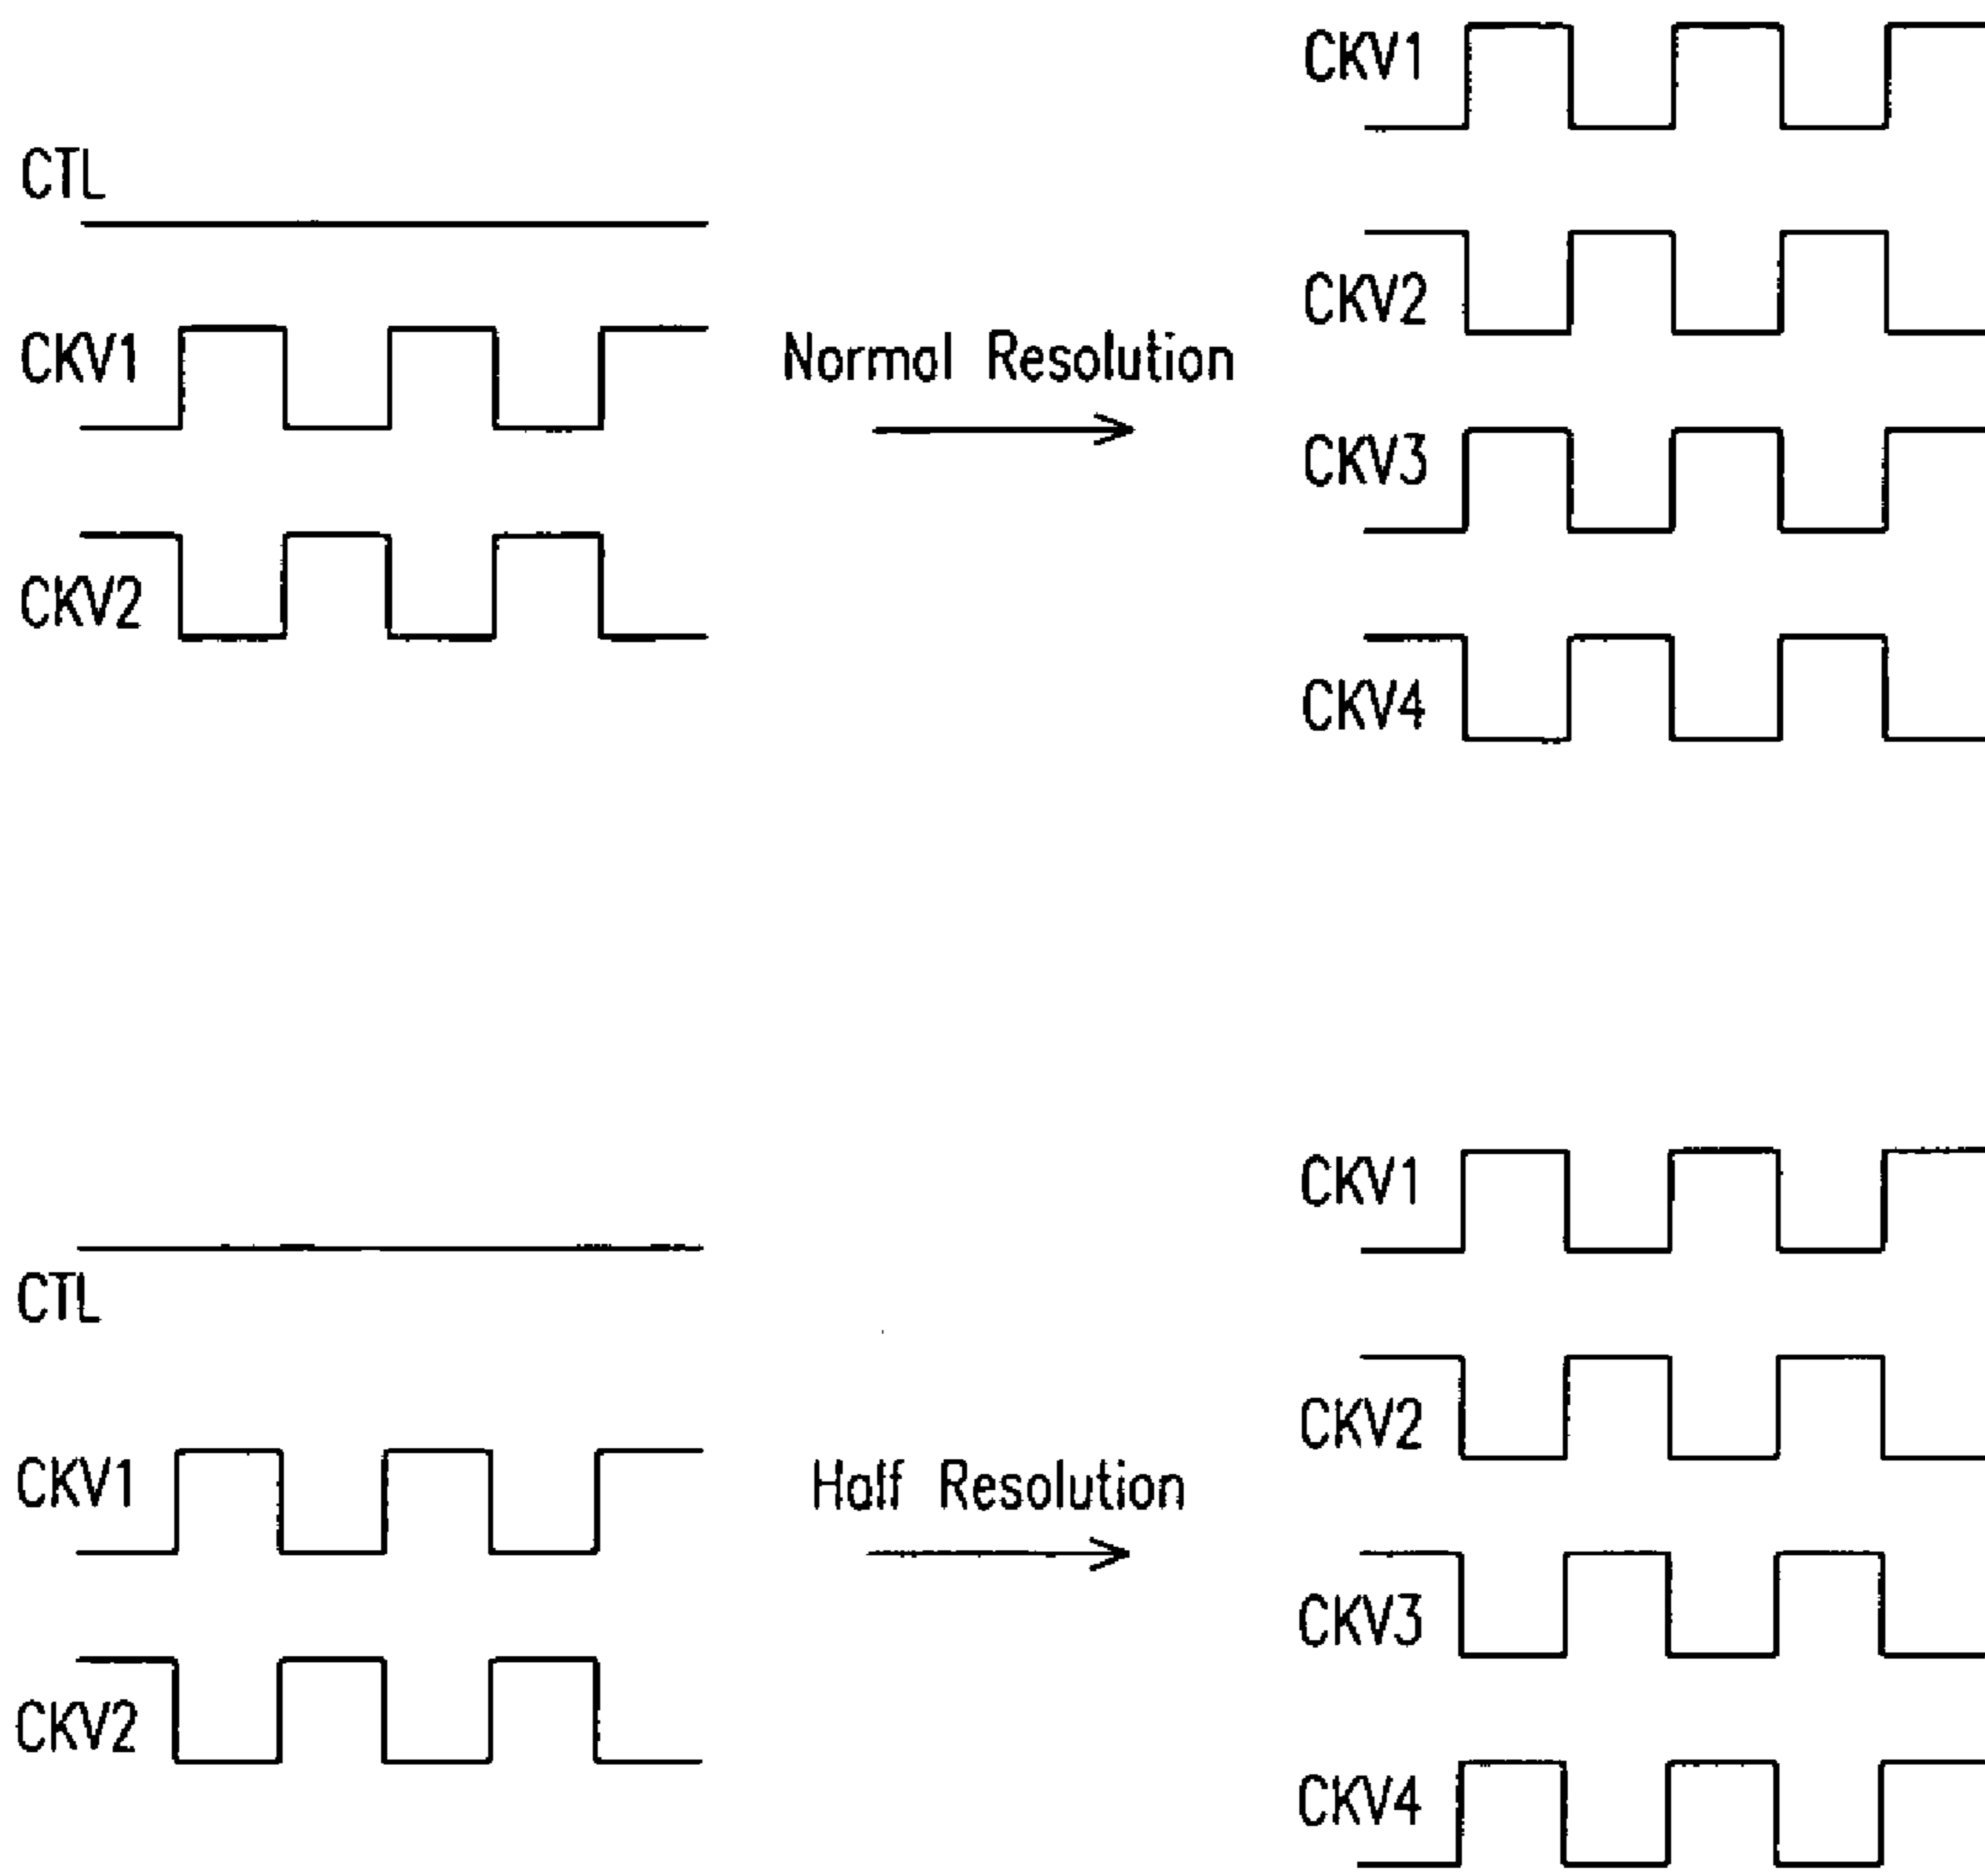 CTL
CKV1
CKV2
Normal Resolution
CKV1
CKV2
CKV3
CKV4
CTL
CKV1
CKV2
Half Resolution
CKV1
CKV2
CKV3
CKV4